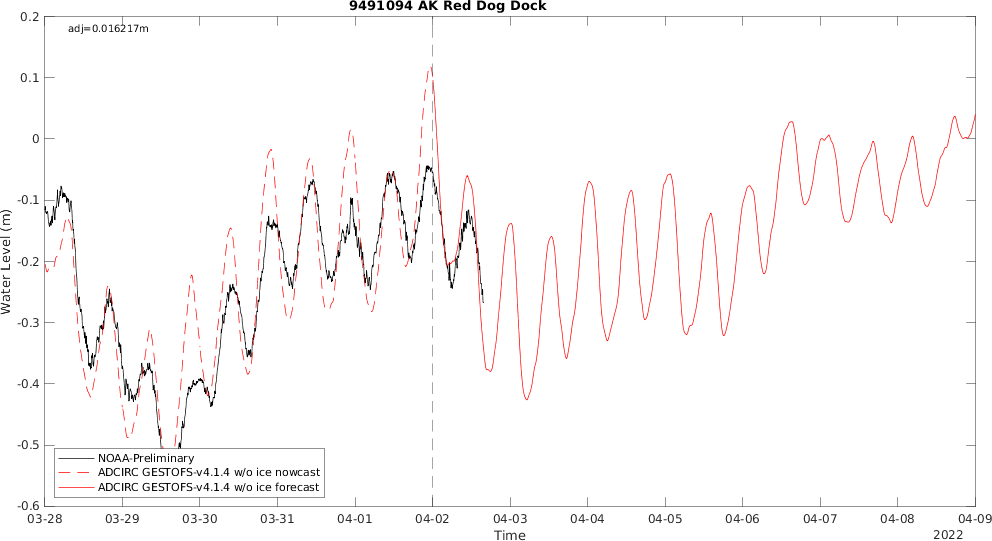 9491094 AK Red Dog Dock
adj=0.016217m
Water Level (m)
0.2
0.1
0
-0.1
-0.2
-0.3
-0.4
-0.5
-0.6
NOAA-Preliminary
ADCIRC GESTOFS-v4.1.4 w/o ice nowcast
ADCIRC GESTOFS-v4.1.4 w/o ice forecast
03-28 03-29 03-30 03-31 04-01 04-02 04-03 04-04 04-05 04-06 04-07 04-08 04-09
Time
2022